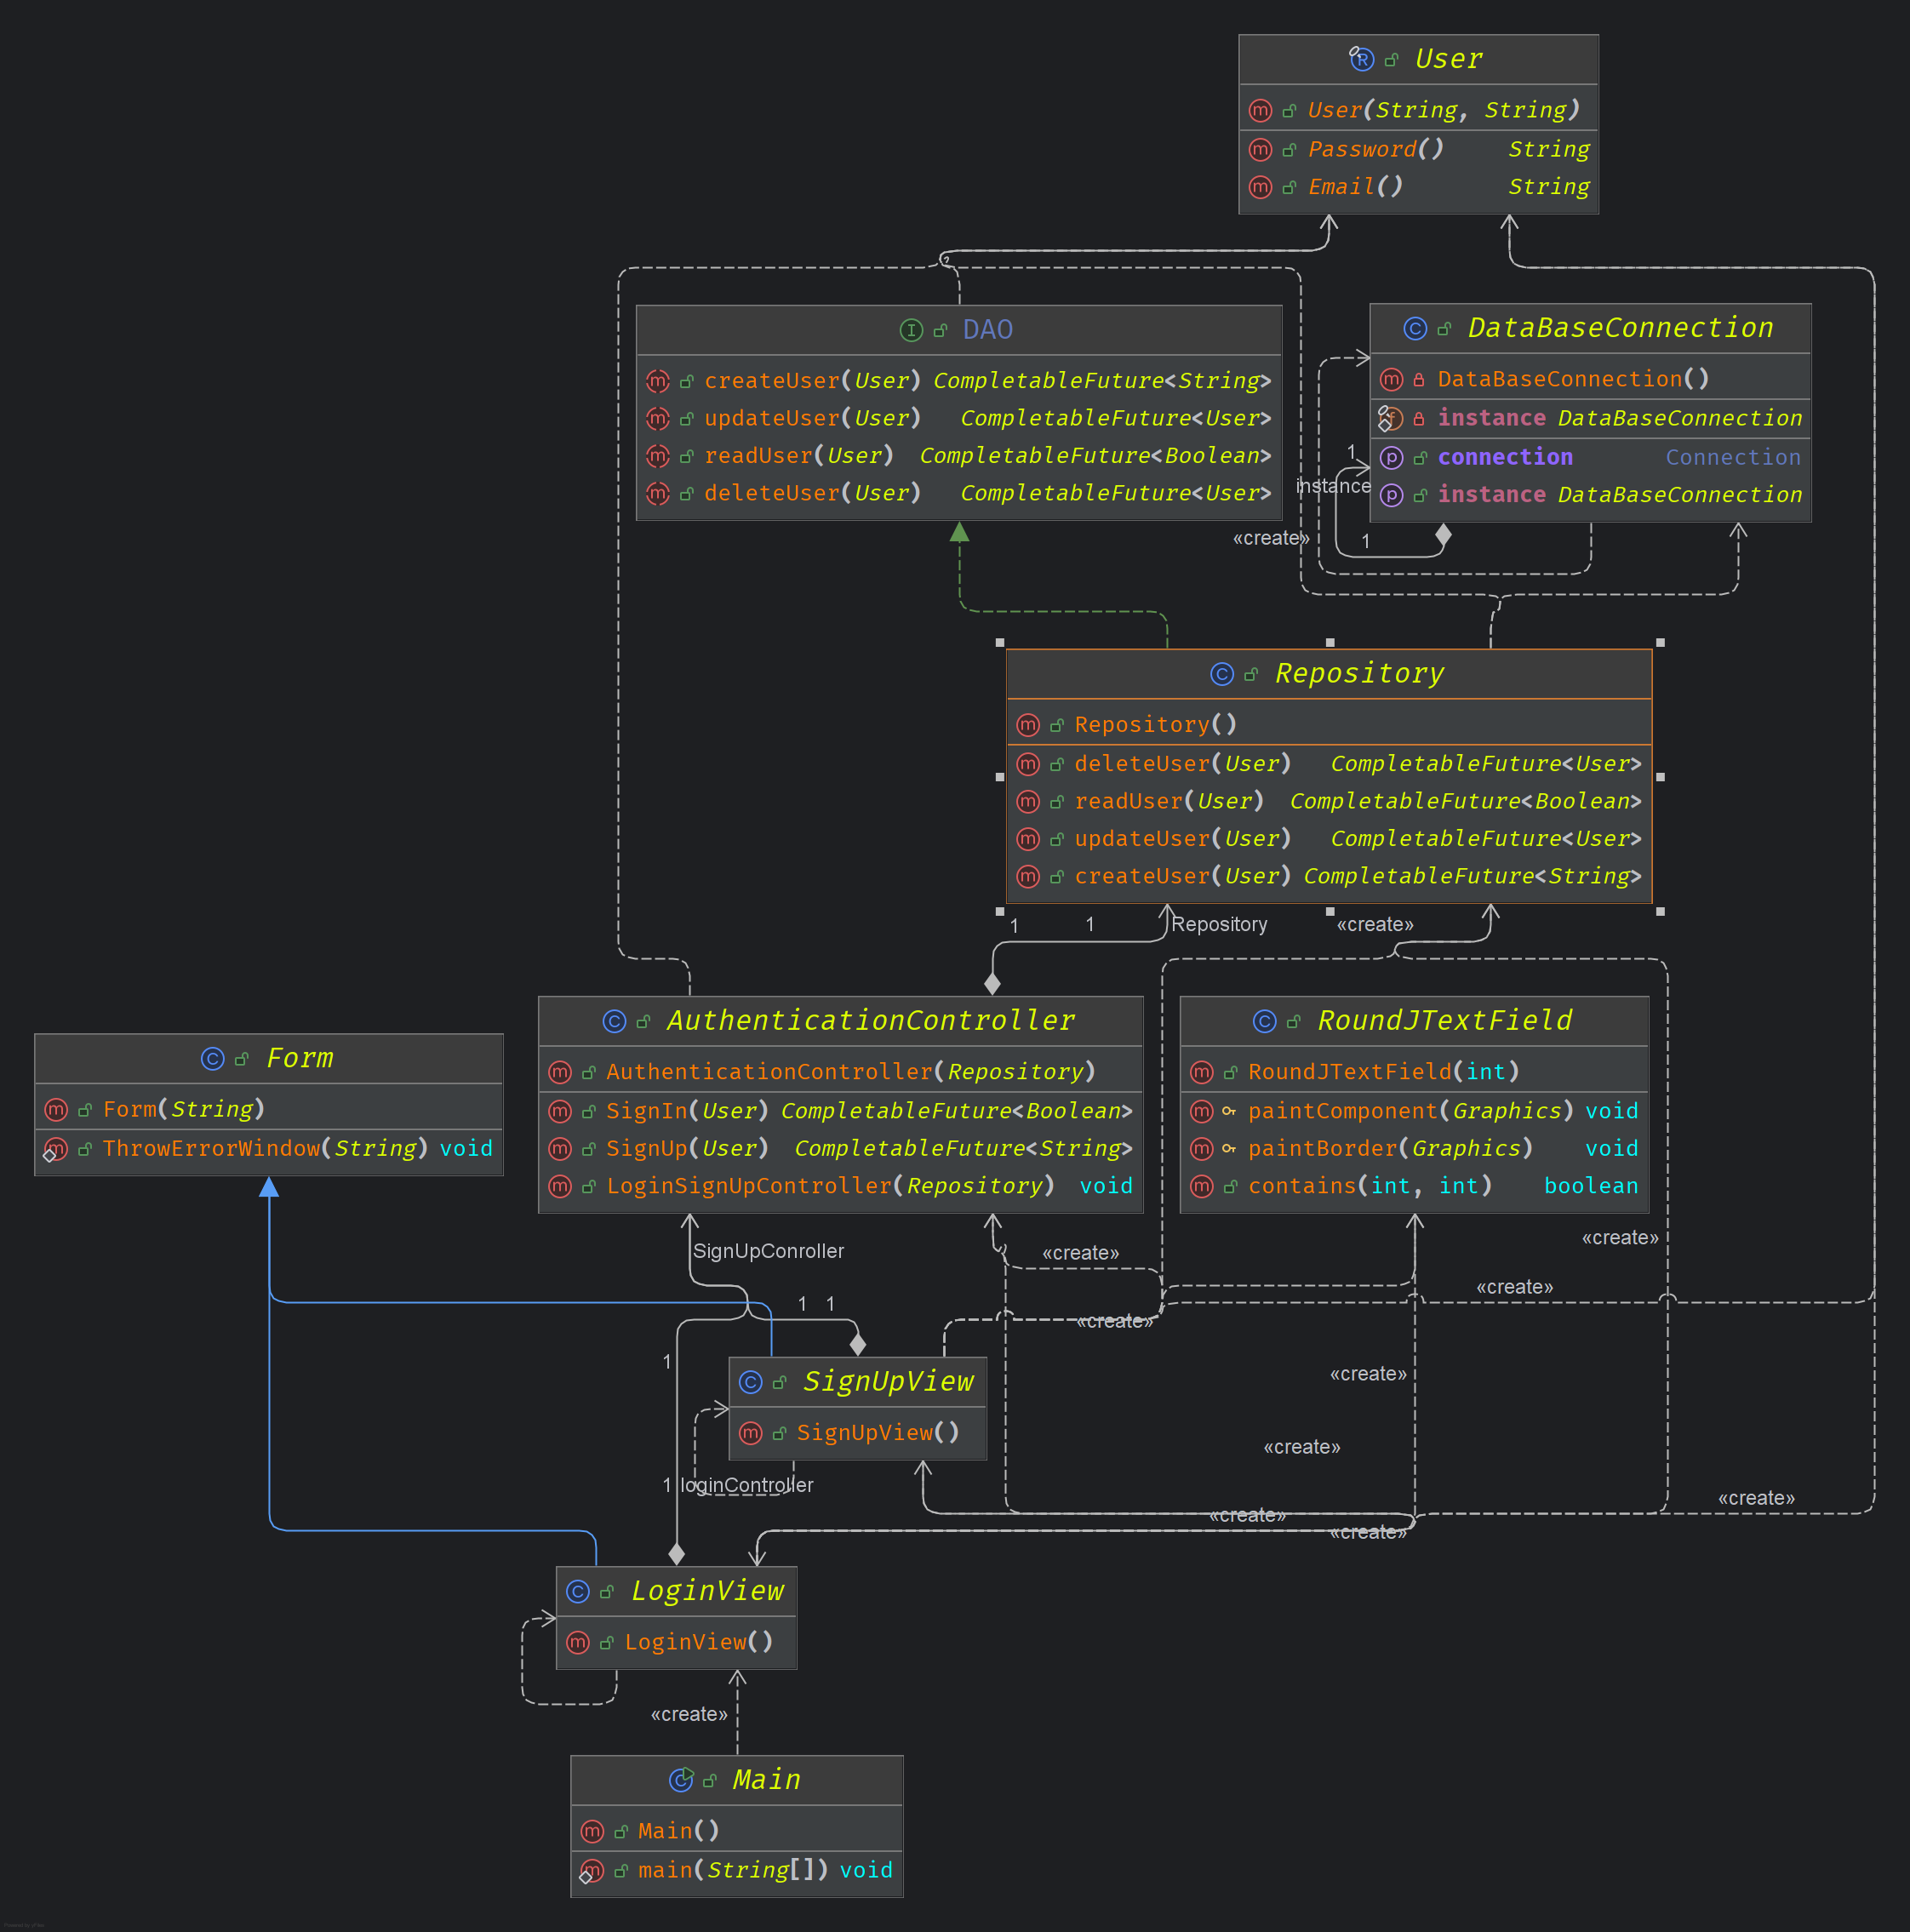 User
User(String, String)
Password() String
Email() String
DAO
createUser(User) CompletableFuture<String>
updateUser(User) CompletableFuture<User>
readUser(User) CompletableFuture<Boolean>
deleteUser(User) CompletableFuture<User>
DataBaseConnection
DataBaseConnection()
instance DataBaseConnection
connection Connection
instance DataBaseConnection
1
instance
«create»
1
Repository
Repository()
deleteUser(User) CompletableFuture<User>
readUser(User) CompletableFuture<Boolean>
updateUser(User) CompletableFuture<User>
createUser(User) CompletableFuture<String>
1 1 Repository «create»
AuthenticationController
AuthenticationController(Repository)
SignIn(User) CompletableFuture<Boolean>
SignUp(User) CompletableFuture<String>
LoginSignUpController(Repository) void
RoundJTextField
RoundJTextField(int)
paintComponent(Graphics) void
paintBorder(Graphics) void
contains(int, int) boolean
Form
Form(String)
ThrowErrorWindow(String) void
«create»
SignUpConroller
«create»
«create»
1 1
«create»
1
«create»
SignUpView
SignUpView()
«create»
1 loginController
«create»
«create»
«create»
LoginView
LoginView()
«create»
Main
Main()
main(String[]) void